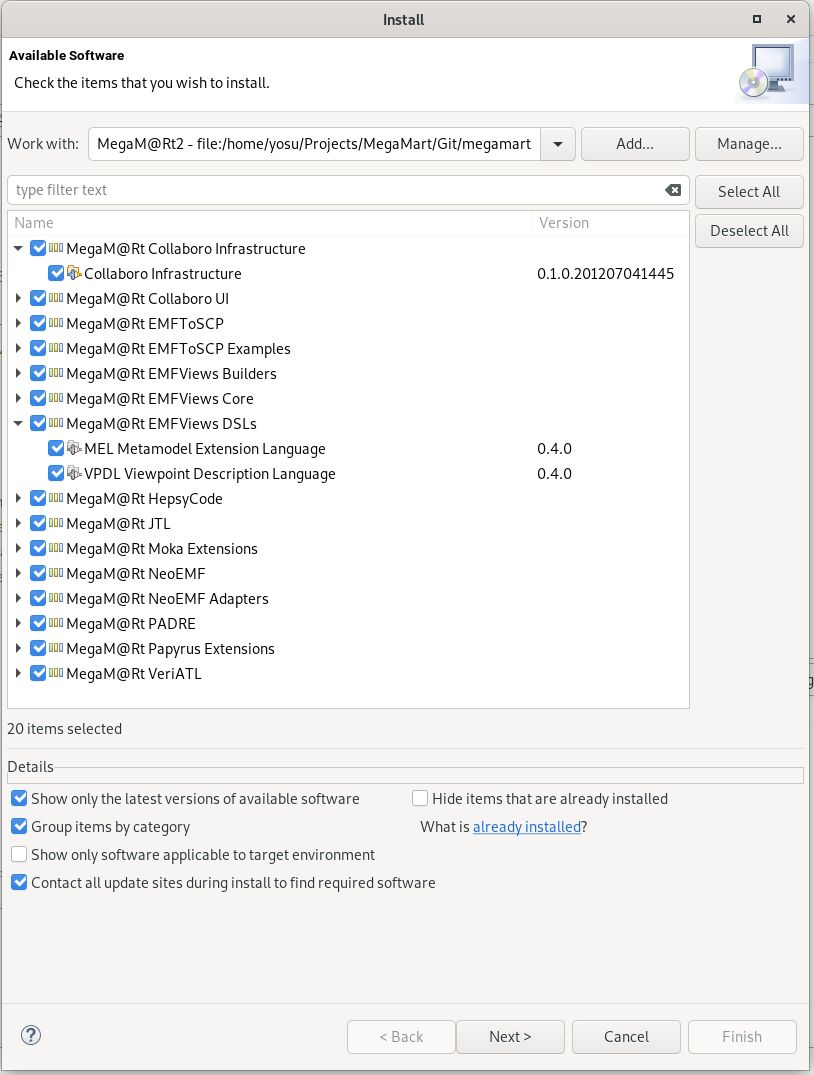 Install
Available Software
Check the items that you wish to install.
Work with: MegaM@Rt2 - file:/home/yosu/Projects/MegaMart/Git/megamart Add... Manage...
type filter text Select All
Name Version Deselect All
MegaM@Rt Collaboro Infrastructure
Collaboro Infrastructure 0.1.0.201207041445
MegaM@Rt Collaboro UI
MegaM@Rt EMFToSCP
MegaM@Rt EMFToSCP Examples
MegaM@Rt EMFViews Builders
MegaM@Rt EMFViews Core
MegaM@Rt EMFViews DSLs
MEL Metamodel Extension Language 0.4.0
VPDL Viewpoint Description Language 0.4.0
MegaM@Rt HepsyCode
MegaM@Rt JTL
MegaM@Rt Moka Extensions
MegaM@Rt NeoEMF
MegaM@Rt NeoEMF Adapters
MegaM@Rt PADRE
MegaM@Rt Papyrus Extensions
MegaM@Rt VeriATL
20 items selected
Details
Show only the latest versions of available software Hide items that are already installed
Group items by category What is already installed?
Show only software applicable to target environment
Contact all update sites during install to find required software
< Back Next > Cancel Finish